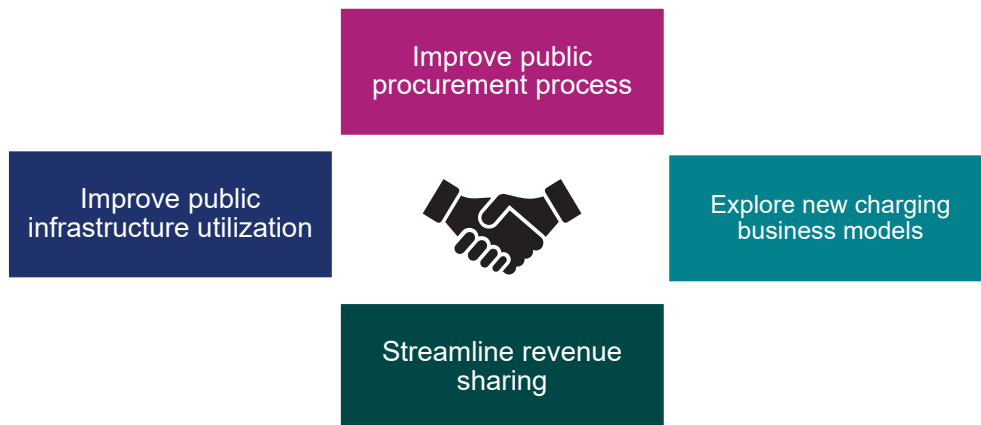 Improve public
procurement process
Improve public
infrastructure utilization
Explore new charging
business models
Streamline revenue
sharing